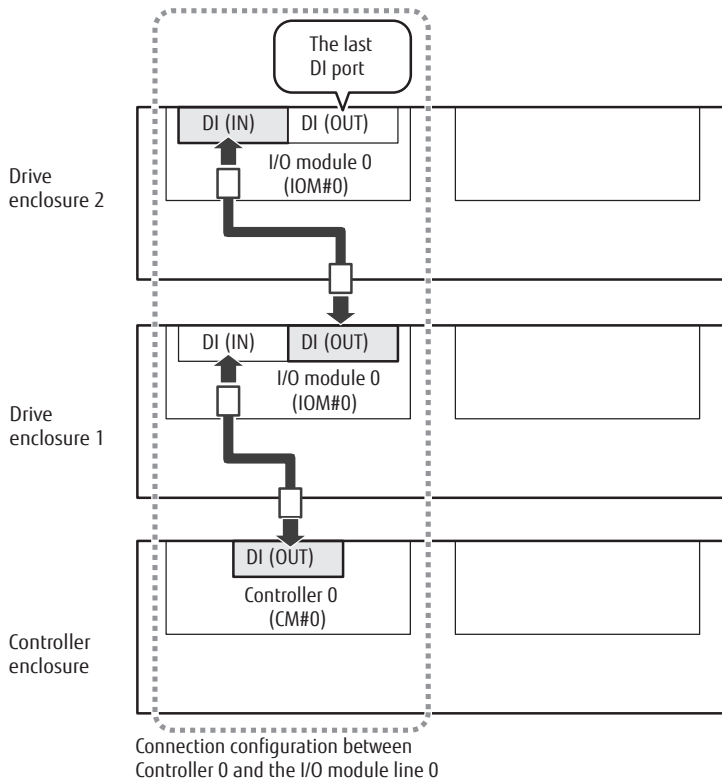 The last
DI port
DI (IN)
DI (OUT)
I/O module 0
(IOM#0)
Drive
enclosure 2
DI (IN)
DI (OUT)
I/O module 0
(IOM#0)
Drive
enclosure 1
DI (OUT)
Controller 0
(CM#0)
Controller
enclosure
Connection configuration between
Controller 0 and the I/O module line 0